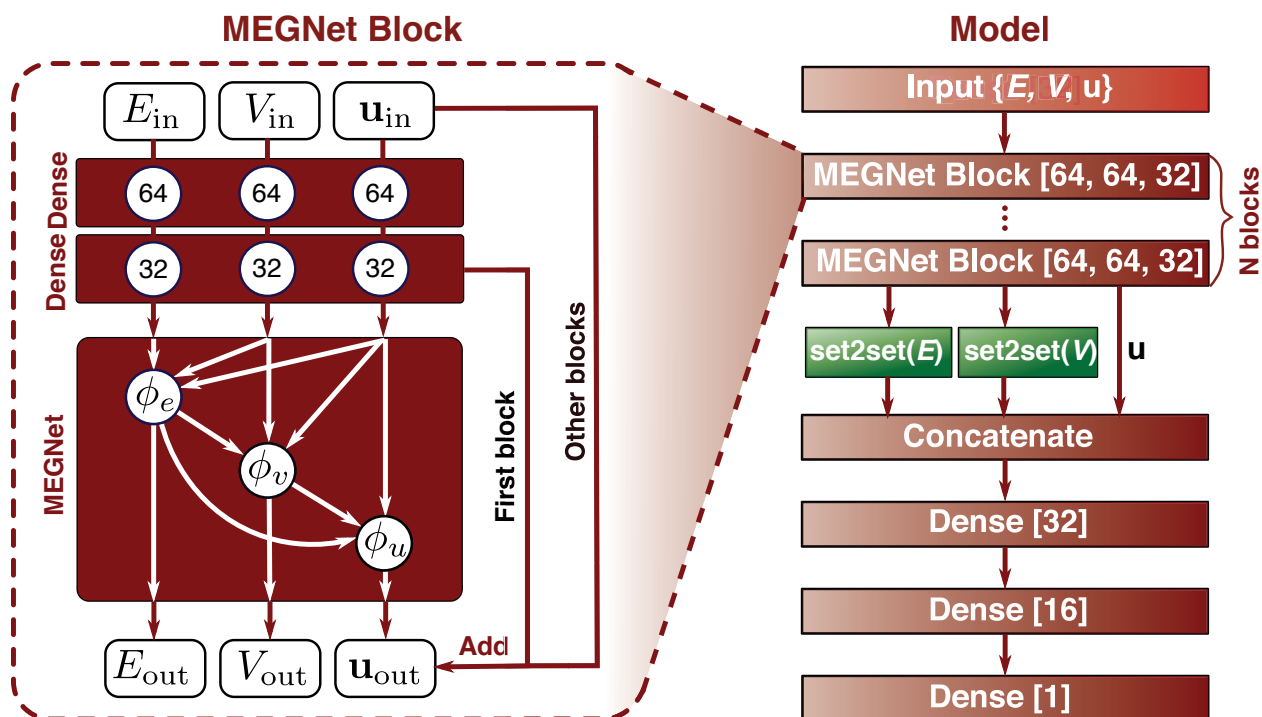 MEGNet Block
E_in V_in u_in
Dense
64 64 64
Dense
32 32 32
MEGNet
ϕ_e
ϕ_v
ϕ_u
First block
Other blocks
Add
E_out V_out u_out
Model
Input {E, V, u}
MEGNet Block [64, 64, 32]
⋮
MEGNet Block [64, 64, 32]
N blocks
set2set(E) set2set(V) u
Concatenate
Dense [32]
Dense [16]
Dense [1]